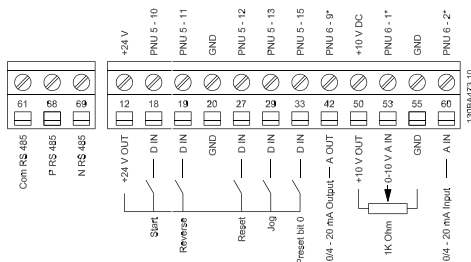 +24 V
PNU 5 - 10
PNU 5 - 11
GND
PNU 5 - 12
PNU 5 - 13
PNU 5 - 15
PNU 6 - 9*
+10 V DC
PNU 6 - 1*
GND
PNU 6 - 2*
61 68 69
12 18 19 20 27 29 33 42 50 53 55 60
Com RS 485
P RS 485
N RS 485
+24 V OUT
D IN
D IN
GND
D IN
D IN
D IN
A OUT
+10 V OUT
0-10 V A IN
GND
A IN
Start
Reverse
Reset
Jog
Preset bit 0
0/4 - 20 mA Output
1K Ohm
0/4 - 20 mA Input
130BA473.10